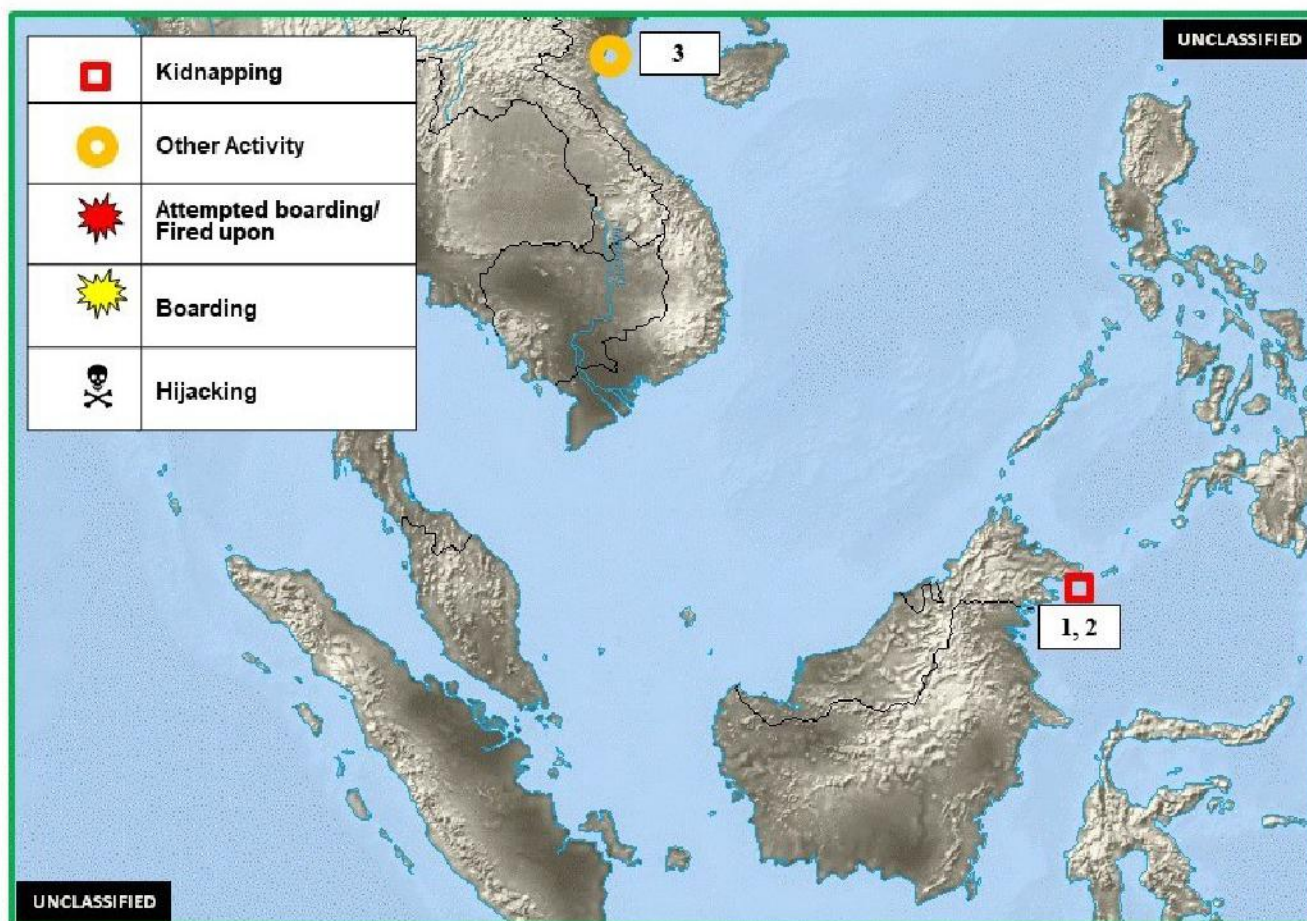 UNCLASSIFIED
3
Kidnapping
Other Activity
Attempted boarding/
Fired upon
Boarding
Hijacking
1, 2
UNCLASSIFIED